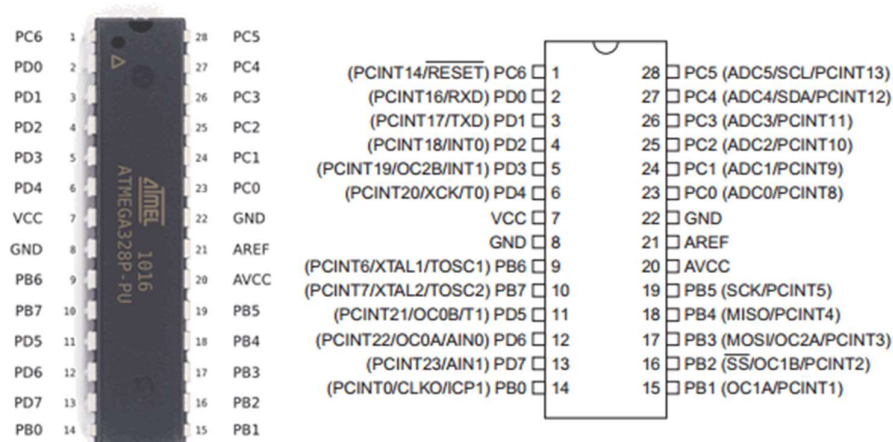 PC6 1 28 PC5
PD0 2 27 PC4
PD1 3 26 PC3
PD2 4 25 PC2
PD3 5 24 PC1
PD4 6 23 PC0
VCC 7 22 GND
GND 8 21 AREF
PB6 9 20 AVCC
PB7 10 19 PB5
PD5 11 18 PB4
PD6 12 17 PB3
PD7 13 16 PB2
PB0 14 15 PB1
ATMEL
ATMEGA328P-PU
1016
(PCINT14/RESET) PC6 1 28 PC5 (ADC5/SCL/PCINT13)
(PCINT16/RXD) PD0 2 27 PC4 (ADC4/SDA/PCINT12)
(PCINT17/TXD) PD1 3 26 PC3 (ADC3/PCINT11)
(PCINT18/INT0) PD2 4 25 PC2 (ADC2/PCINT10)
(PCINT19/OC2B/INT1) PD3 5 24 PC1 (ADC1/PCINT9)
(PCINT20/XCK/T0) PD4 6 23 PC0 (ADC0/PCINT8)
VCC 7 22 GND
GND 8 21 AREF
(PCINT6/XTAL1/TOSC1) PB6 9 20 AVCC
(PCINT7/XTAL2/TOSC2) PB7 10 19 PB5 (SCK/PCINT5)
(PCINT21/OC0B/T1) PD5 11 18 PB4 (MISO/PCINT4)
(PCINT22/OC0A/AIN0) PD6 12 17 PB3 (MOSI/OC2A/PCINT3)
(PCINT23/AIN1) PD7 13 16 PB2 (SS/OC1B/PCINT2)
(PCINT0/CLKO/ICP1) PB0 14 15 PB1 (OC1A/PCINT1)